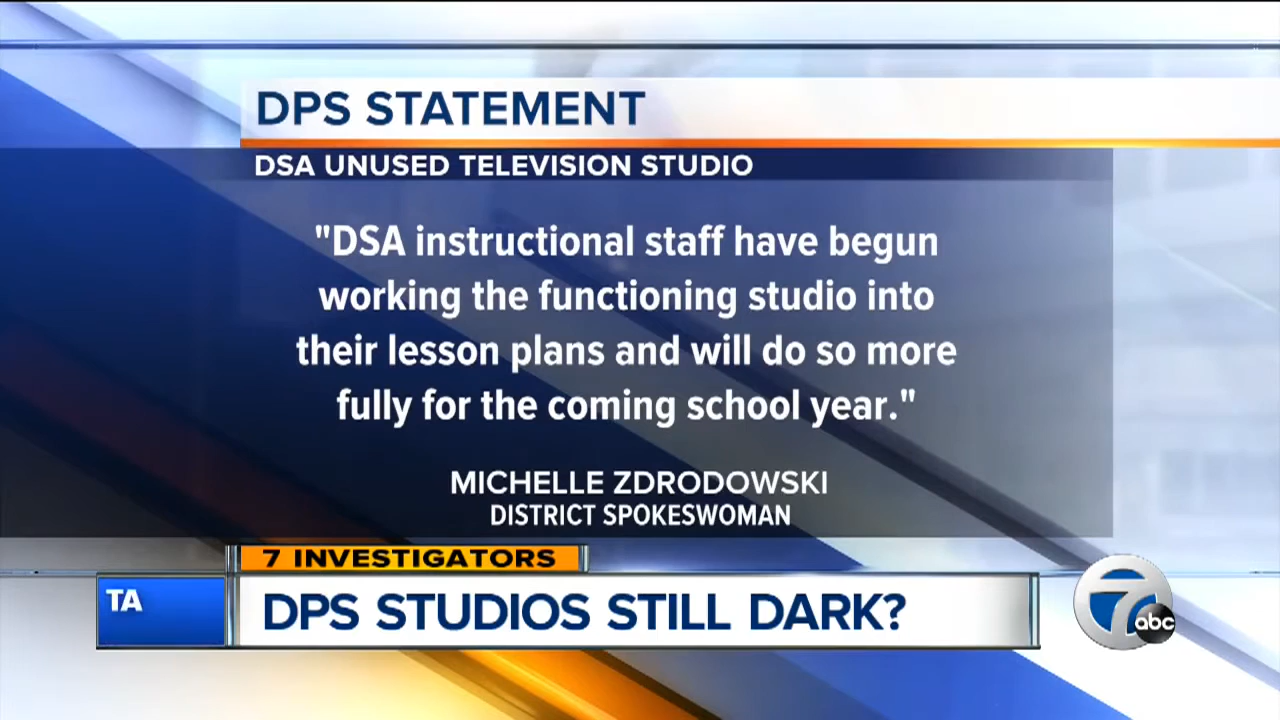 DPS STATEMENT
DSA UNUSED TELEVISION STUDIO
"DSA instructional staff have begun
working the functioning studio into
their lesson plans and will do so more
fully for the coming school year."
MICHELLE ZDRODOWSKI
DISTRICT SPOKESWOMAN
7 INVESTIGATORS
TA
DPS STUDIOS STILL DARK?
7
abc